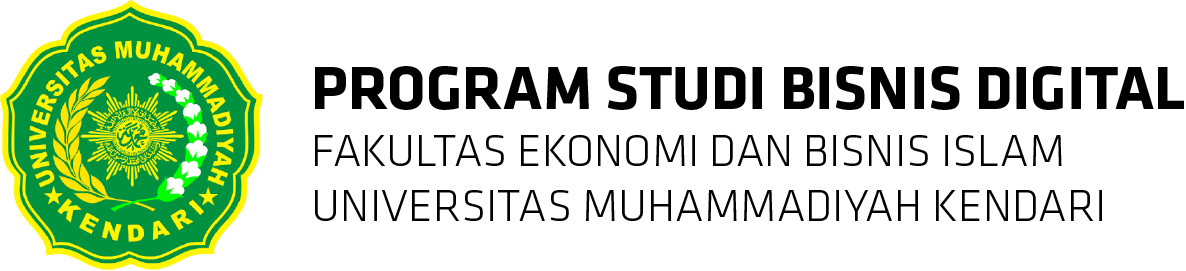 UNIVERSITAS MUHAMMADIYAH
KENDARI
PROGRAM STUDI BISNIS DIGITAL
FAKULTAS EKONOMI DAN BISNIS ISLAM
UNIVERSITAS MUHAMMADIYAH KENDARI